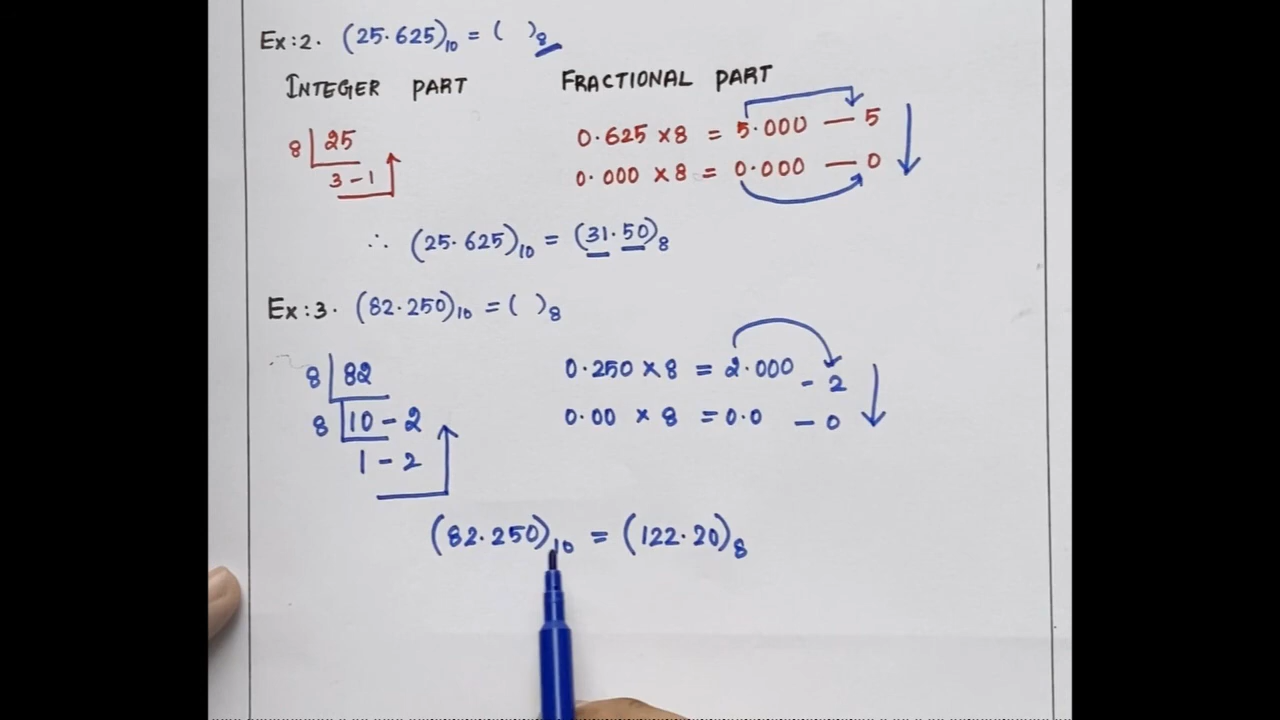 Ex:2. (25.625)₁₀ = ( )₈
INTEGER PART FRACTIONAL PART
8 | 25
3 - 1
0.625 × 8 = 5.000 — 5
0.000 × 8 = 0.000 — 0
∴ (25.625)₁₀ = (31.50)₈
Ex:3. (82.250)₁₀ = ( )₈
8 | 82
8 | 10 - 2
1 - 2
0.250 × 8 = 2.000 - 2
0.00 × 8 = 0.0 - 0
(82.250)₁₀ = (122.20)₈